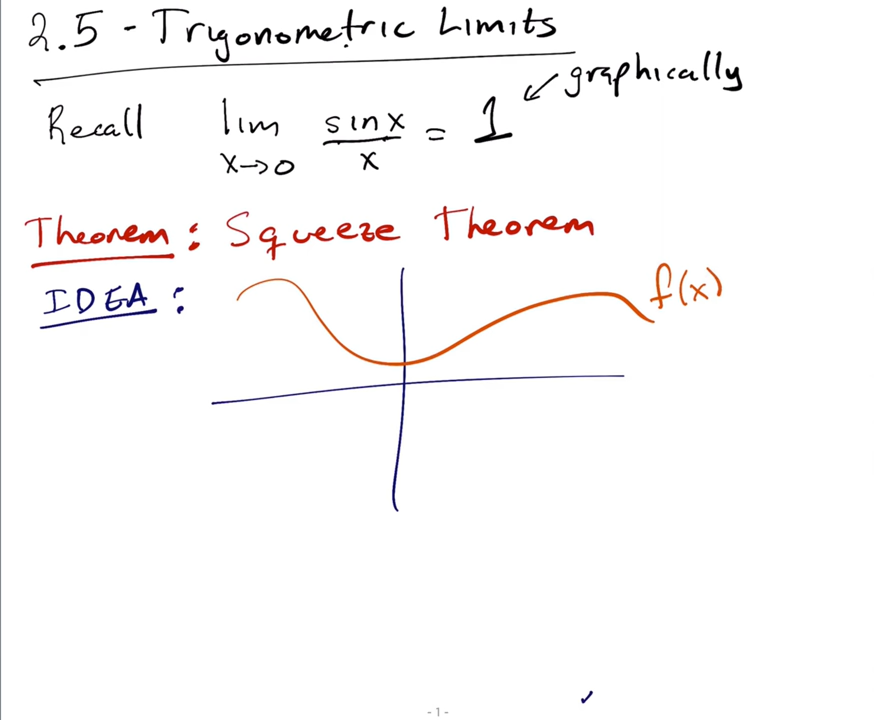 2.5 - Trigonometric Limits
Recall lim x→0 sinx/x = 1 ↙ graphically
Theorem: Squeeze Theorem
IDEA: f(x)
-1-